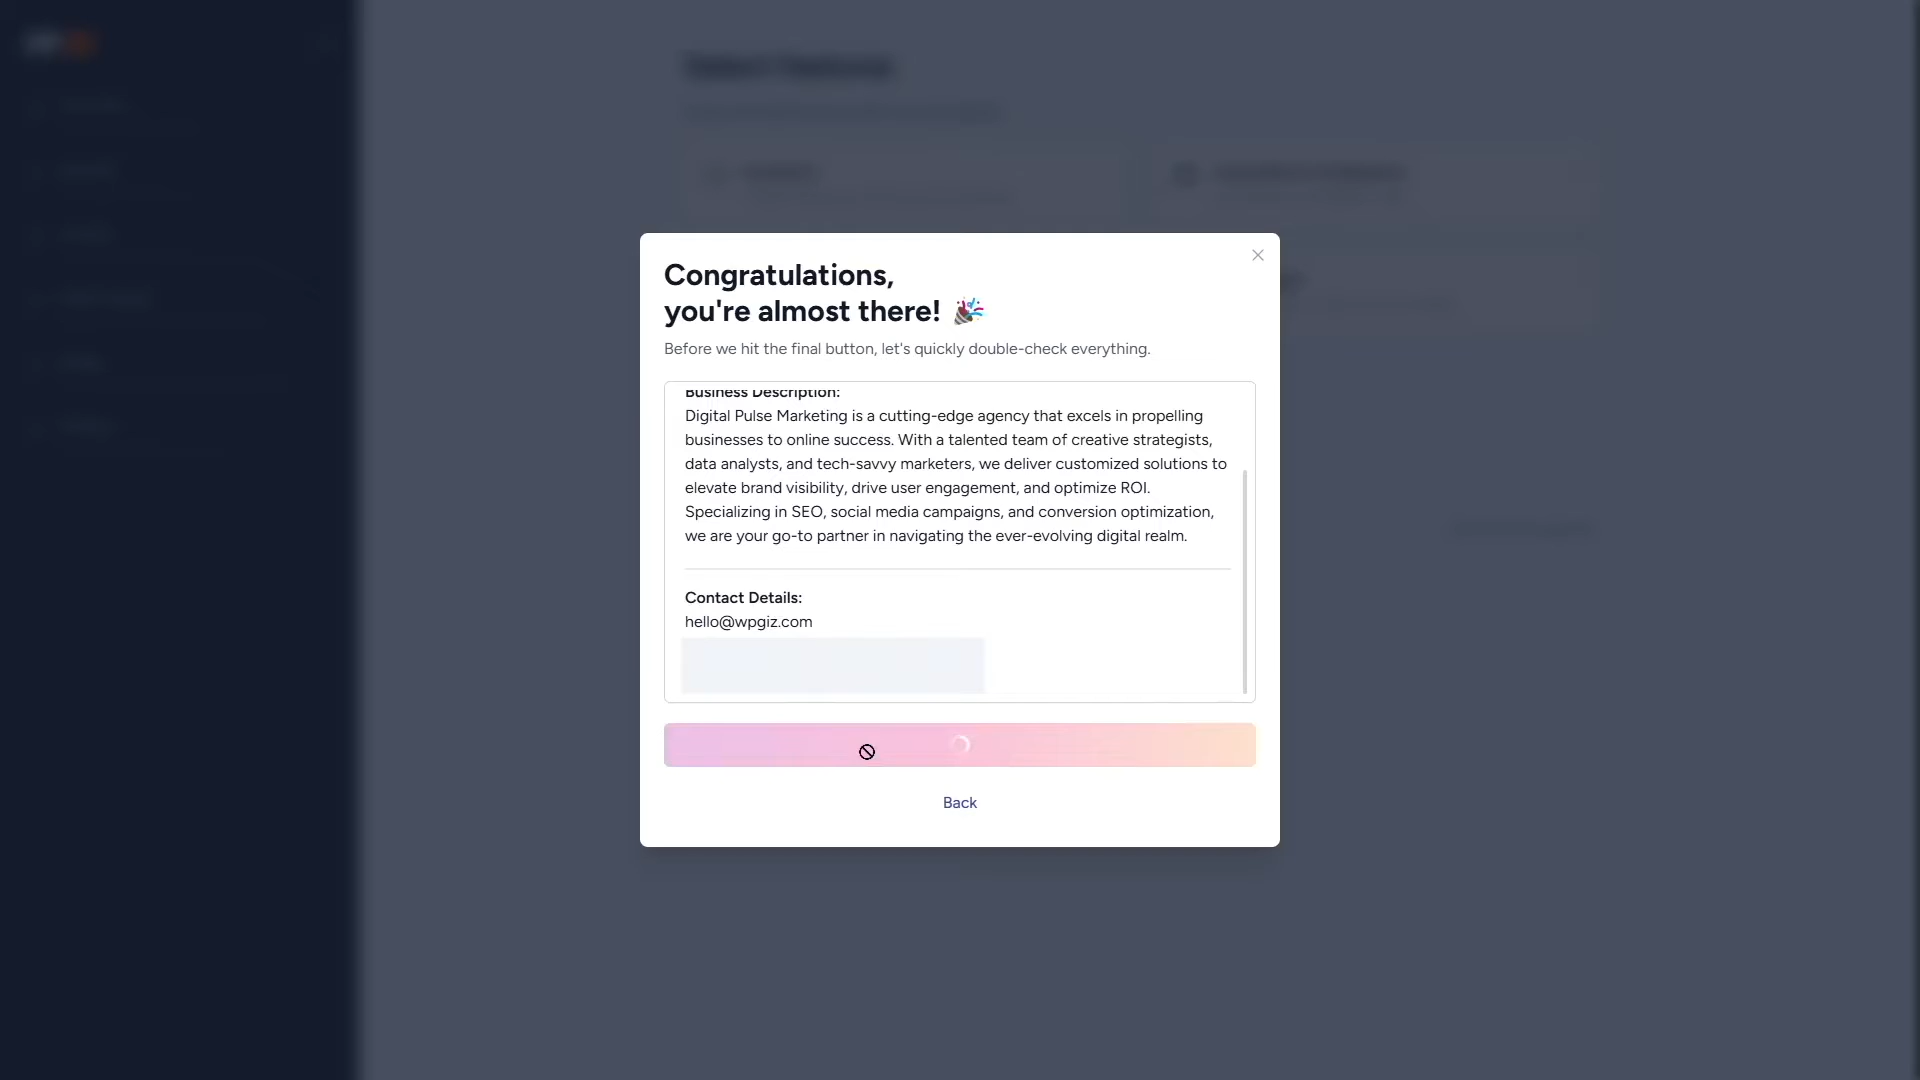 Congratulations,
you're almost there! 🎉
Before we hit the final button, let's quickly double-check everything.
Business Description:
Digital Pulse Marketing is a cutting-edge agency that excels in propelling
businesses to online success. With a talented team of creative strategists,
data analysts, and tech-savvy marketers, we deliver customized solutions to
elevate brand visibility, drive user engagement, and optimize ROI.
Specializing in SEO, social media campaigns, and conversion optimization,
we are your go-to partner in navigating the ever-evolving digital realm.
Contact Details:
hello@wpgiz.com
Back